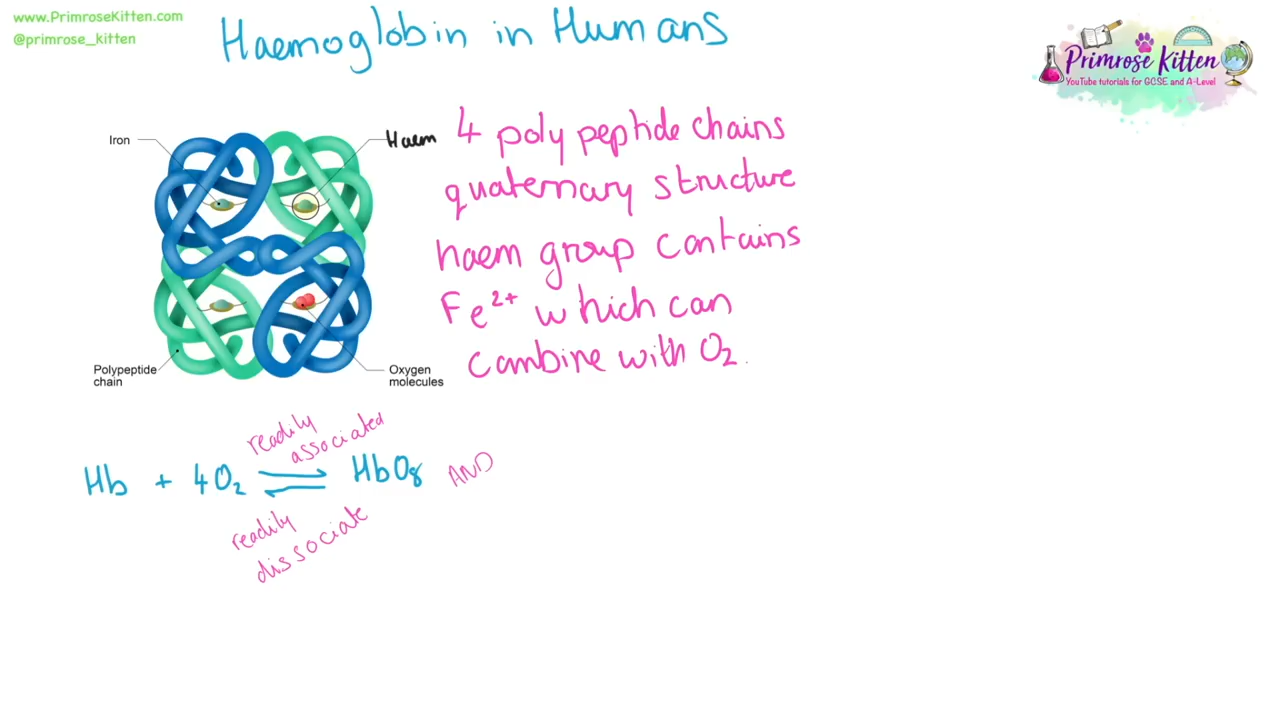 www.PrimroseKitten.com
@primrose_kitten
Haemoglobin in Humans
Primrose Kitten
YouTube tutorials for GCSE and A-Level
Iron
Haem
Polypeptide
chain
Oxygen
molecules
4 poly peptide chains
quaternary structure
haem group contains
Fe²⁺ which can
combine with O₂.
readily
associated
Hb + 4O₂ ⇌ HbO₈ AND
readily
dissociate